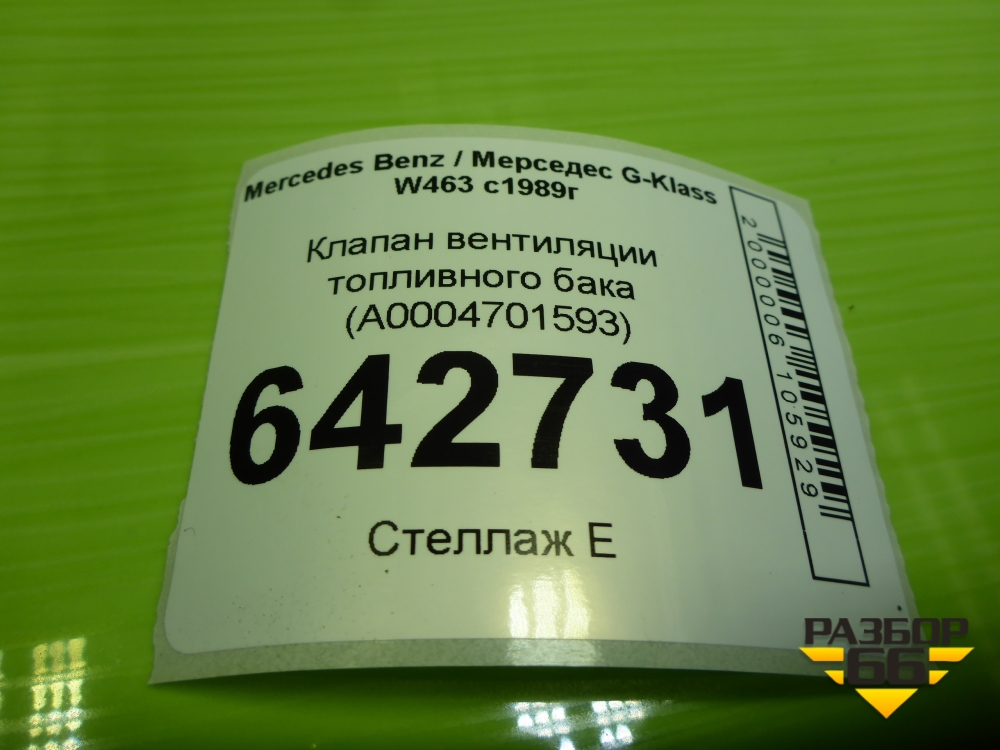 Mercedes Benz / Мерседес G-Klass
W463 с1989г
Клапан вентиляции
топливного бака
(A0004701593)
642731
Стеллаж Е
2000006105929
РАЗБОР
66